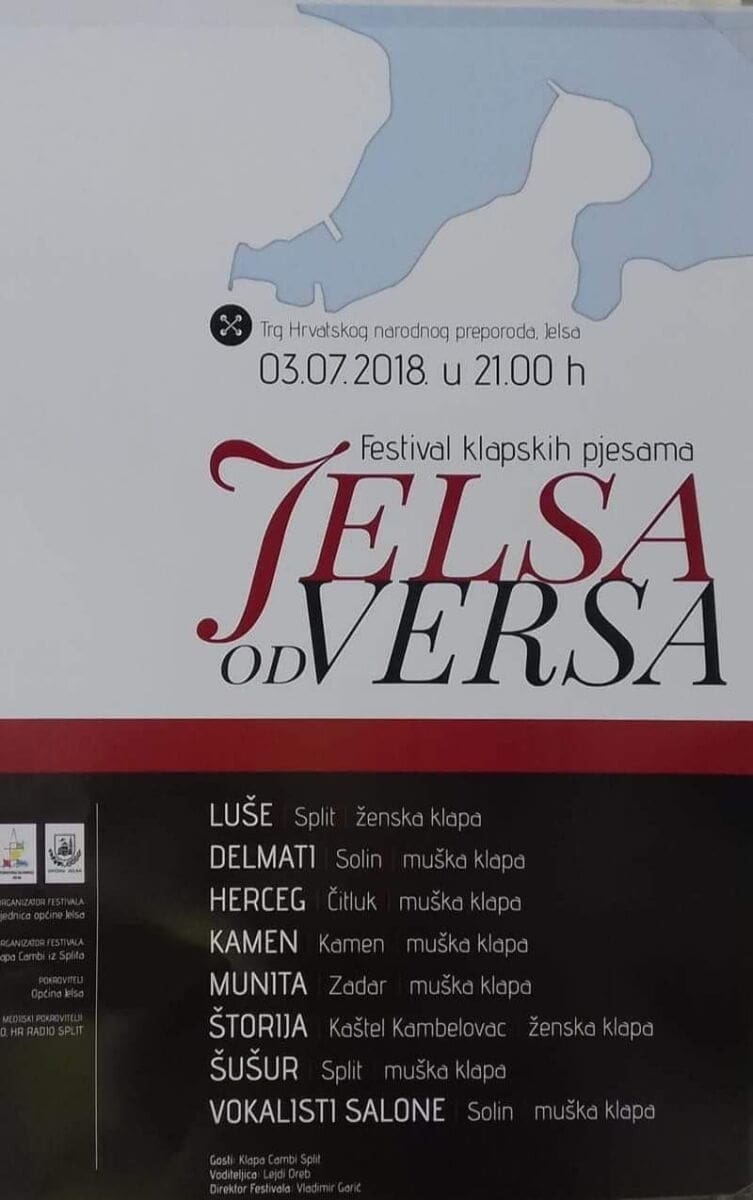 Trg Hrvatskog narodnog preporoda, Jelsa
03.07.2018. u 21.00 h
Festival klapskih pjesama
JELSA
OD VERSA
LUŠE | Split | ženska klapa
DELMATI | Solin | muška klapa
HERCEG | Čitluk | muška klapa
KAMEN | Kamen | muška klapa
MUNITA | Zadar | muška klapa
ŠTORIJA | Kaštel Kambelovac | ženska klapa
ŠUŠUR | Split | muška klapa
VOKALISTI SALONE | Solin | muška klapa
Gosti: Klapa Cambi Split
Voditeljica: Lejdi Oreb
Direktor Festivala: Vladimir Garić
RGANIZATOR FESTIVALA
jednica općine Jelsa
RGANIZATOR FESTIVALA
apa Cambi iz Splita
POKROVITELJ
Općina Jelsa
MEDIJSKI POKROVITELJI
HR RADIO SPLIT